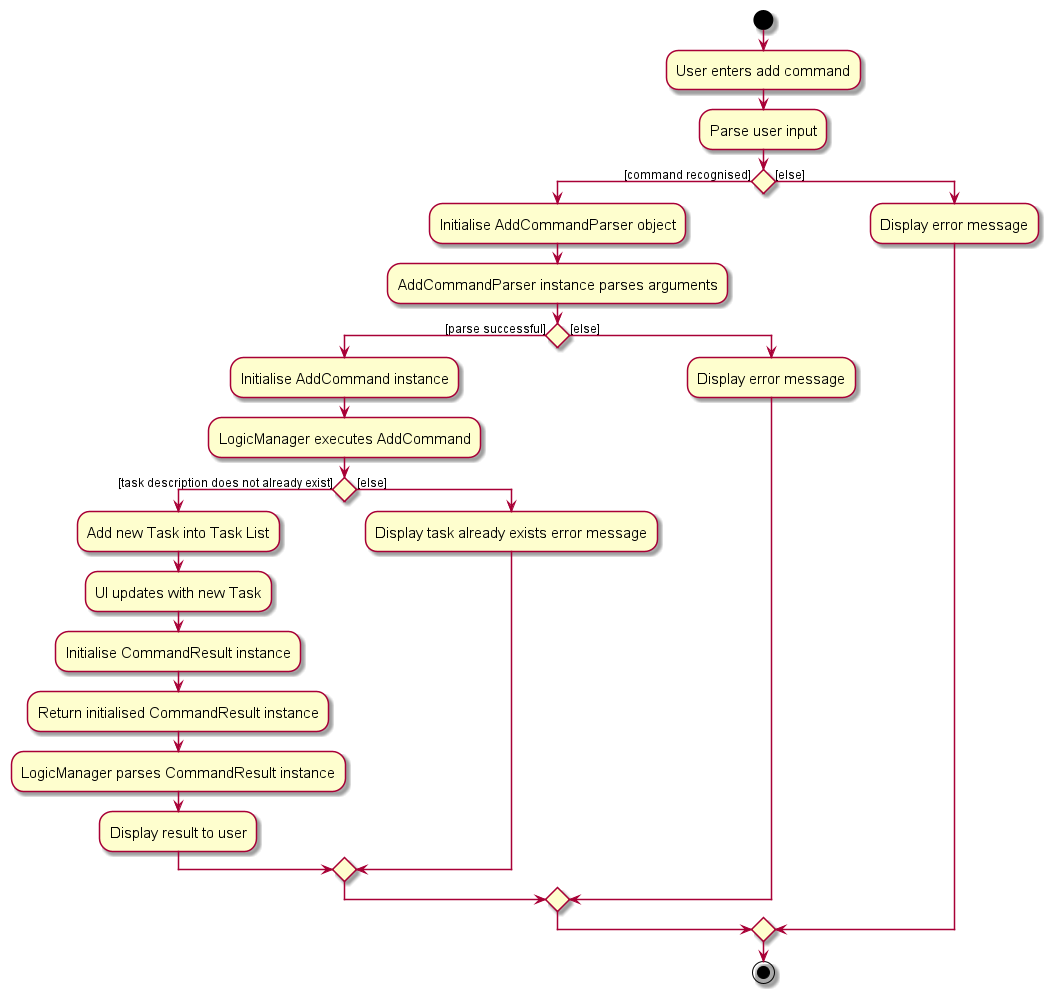 User enters add command
Parse user input
[command recognised]
[else]
Initialise AddCommandParser object
Display error message
AddCommandParser instance parses arguments
[parse successful]
[else]
Initialise AddCommand instance
Display error message
LogicManager executes AddCommand
[task description does not already exist]
[else]
Add new Task into Task List
Display task already exists error message
UI updates with new Task
Initialise CommandResult instance
Return initialised CommandResult instance
LogicManager parses CommandResult instance
Display result to user